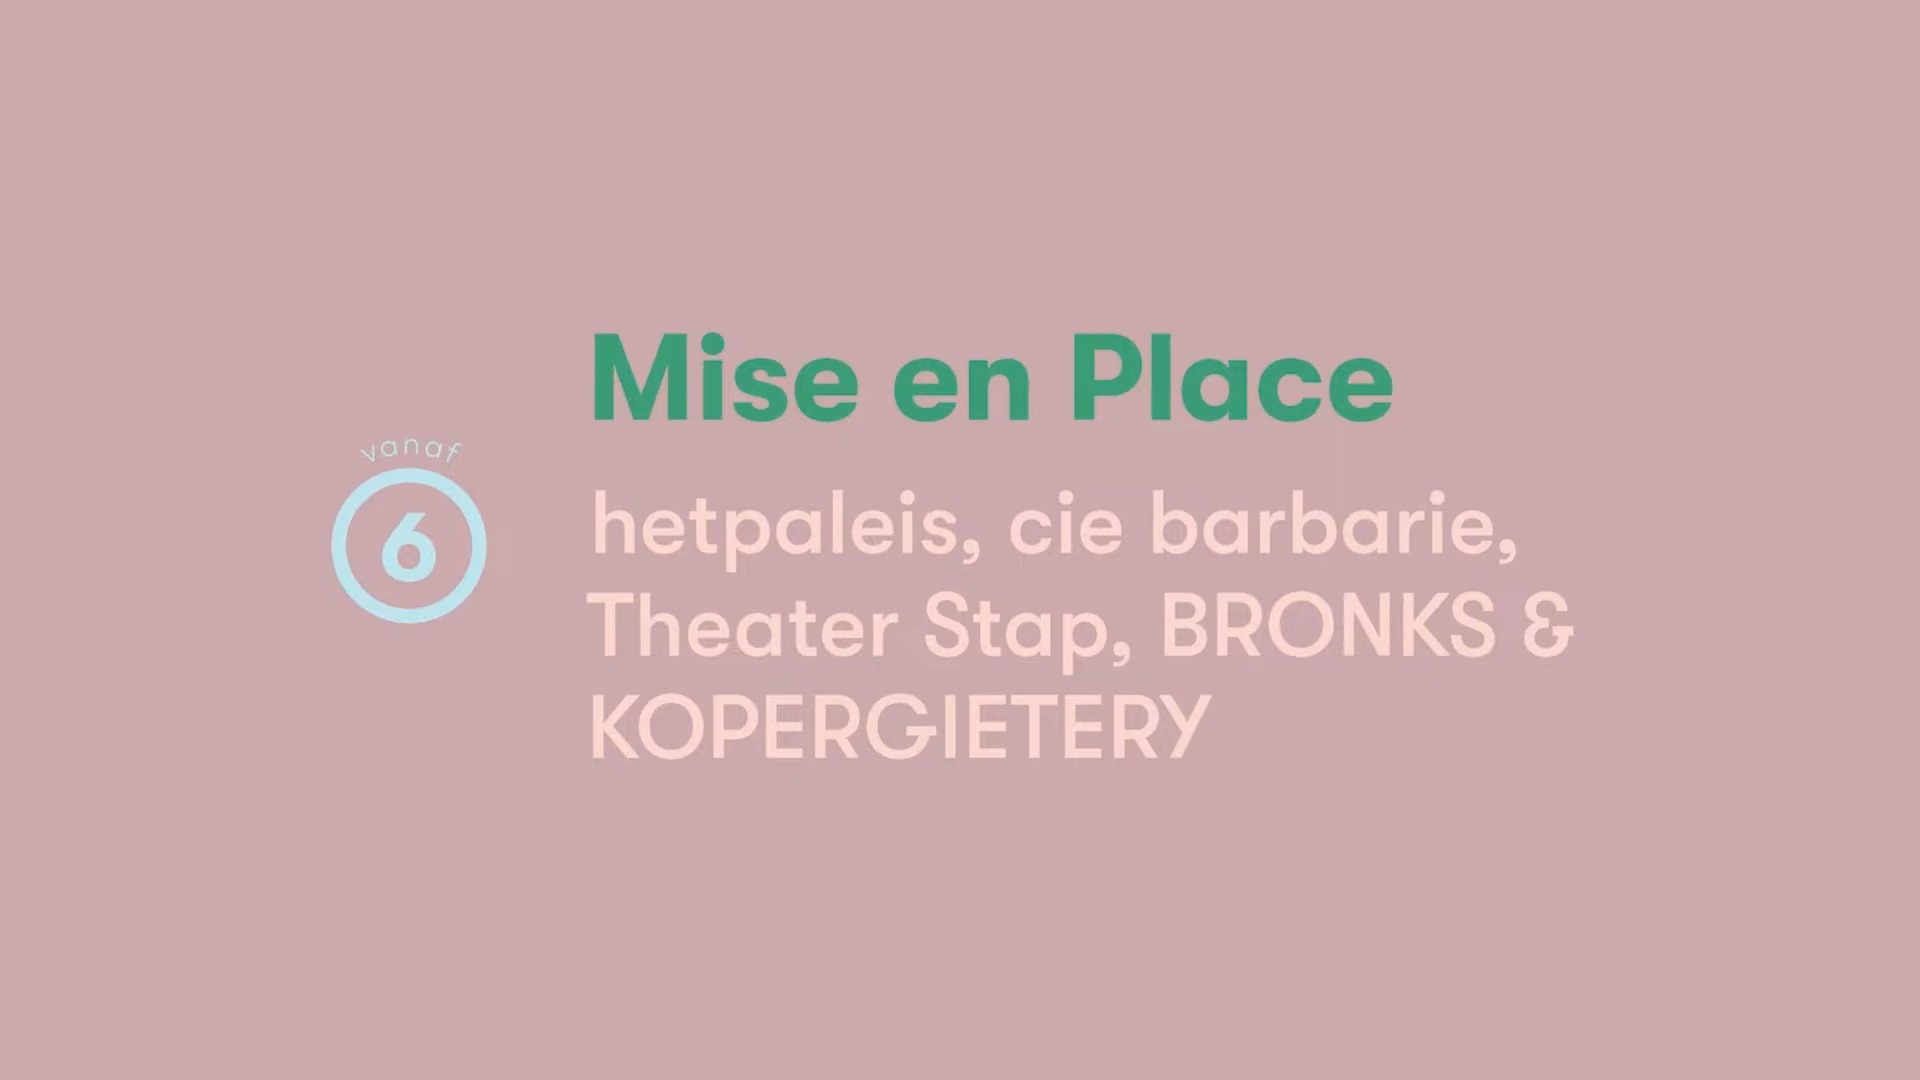 Mise en Place
vanaf
6
hetpaleis, cie barbarie,
Theater Stap, BRONKS &
KOPERGIETERY